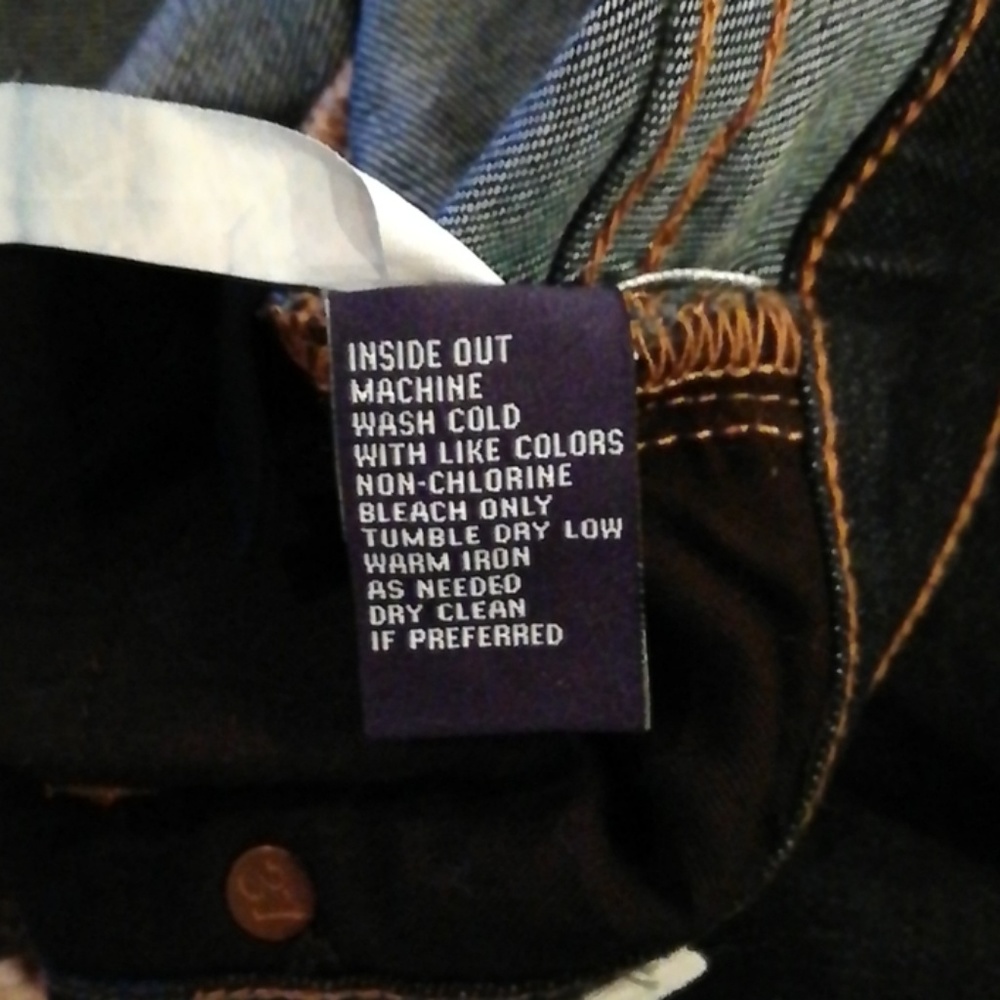 INSIDE OUT
MACHINE
WASH COLD
WITH LIKE COLORS
NON-CHLORINE
BLEACH ONLY
TUMBLE DRY LOW
WARM IRON
AS NEEDED
DRY CLEAN
IF PREFERRED